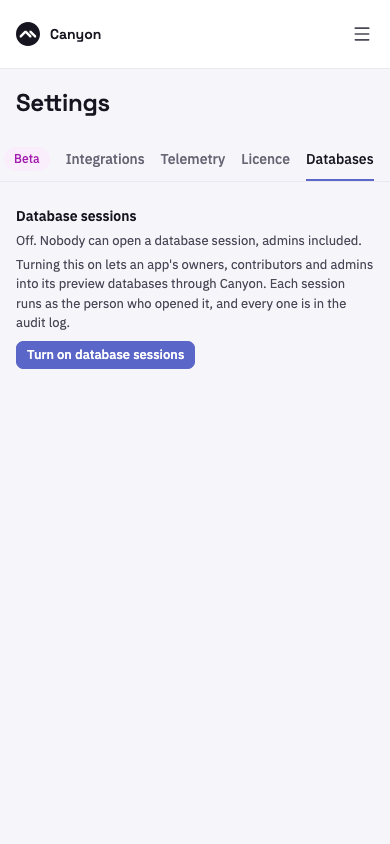 Canyon
Settings
Beta Integrations Telemetry Licence Databases
Database sessions
Off. Nobody can open a database session, admins included.
Turning this on lets an app's owners, contributors and admins
into its preview databases through Canyon. Each session
runs as the person who opened it, and every one is in the
audit log.
Turn on database sessions